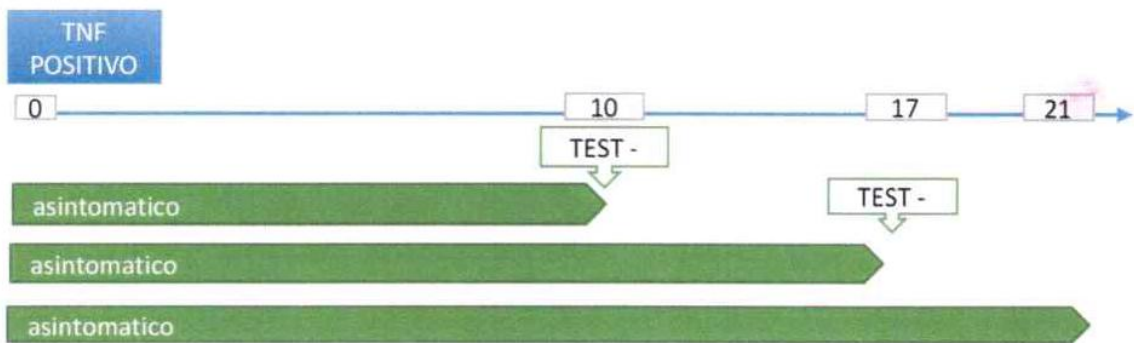 TNF
POSITIVO
0
10
17
21
TEST -
TEST -
asintomatico
asintomatico
asintomatico